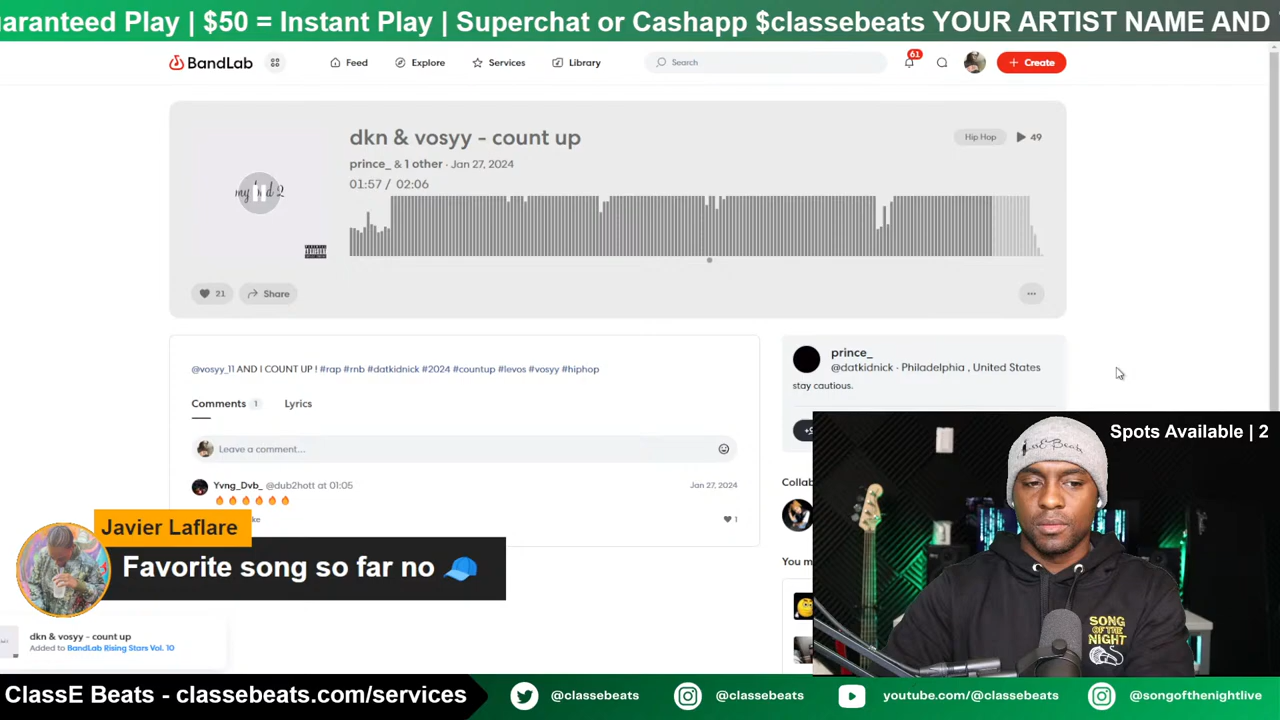 uaranteed Play | $50 = Instant Play | Superchat or Cashapp $classebeats YOUR ARTIST NAME AND
BandLab
Feed
Explore
Services
Library
Search
61
Create
dkn & vosyy - count up
Hip Hop
49
prince_ & 1 other · Jan 27, 2024
01:57 / 02:06
21
Share
@vosyy_11 AND I COUNT UP ! #rap #rnb #datkidnick #2024 #countup #levos #vosyy #hiphop
Comments 1
Lyrics
Leave a comment...
Yvng_Dvb_ @dub2hott at 01:05
Jan 27, 2024
🔥🔥🔥🔥🔥🔥
1
prince_
@datkidnick · Philadelphia , United States
stay cautious.
Spots Available | 2
Collab
You m
SONG
OF THE
NIGHT
Javier Laflare
Favorite song so far no 🧢
dkn & vosyy - count up
Added to BandLab Rising Stars Vol. 10
ClassE Beats - classebeats.com/services
@classebeats
@classebeats
youtube.com/@classebeats
@songofthenightlive